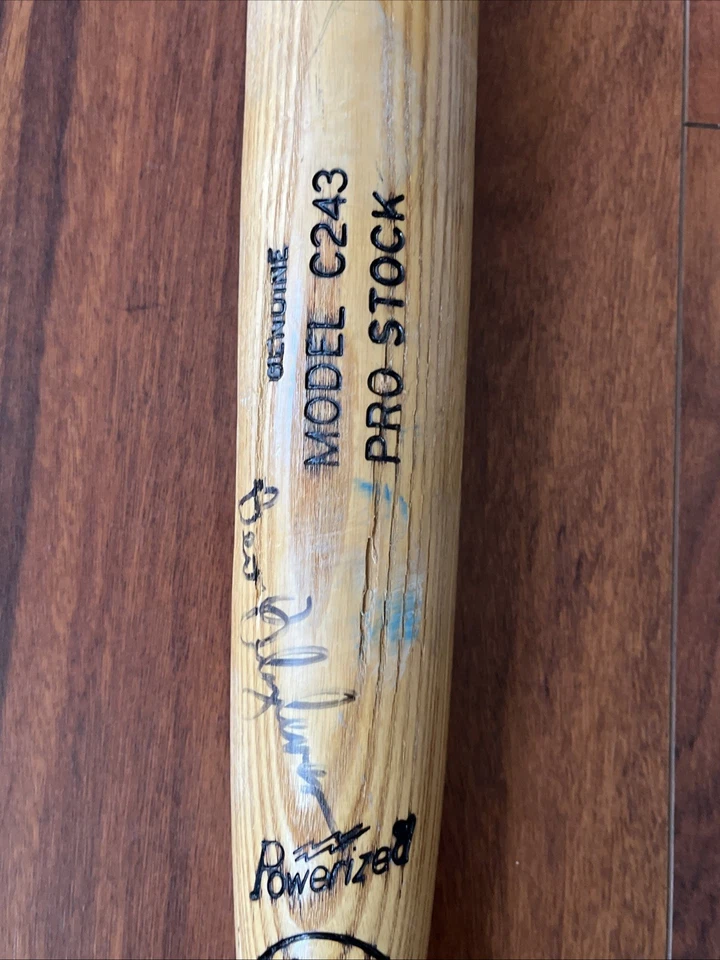 GENUINE
MODEL C243
PRO STOCK
Powerized